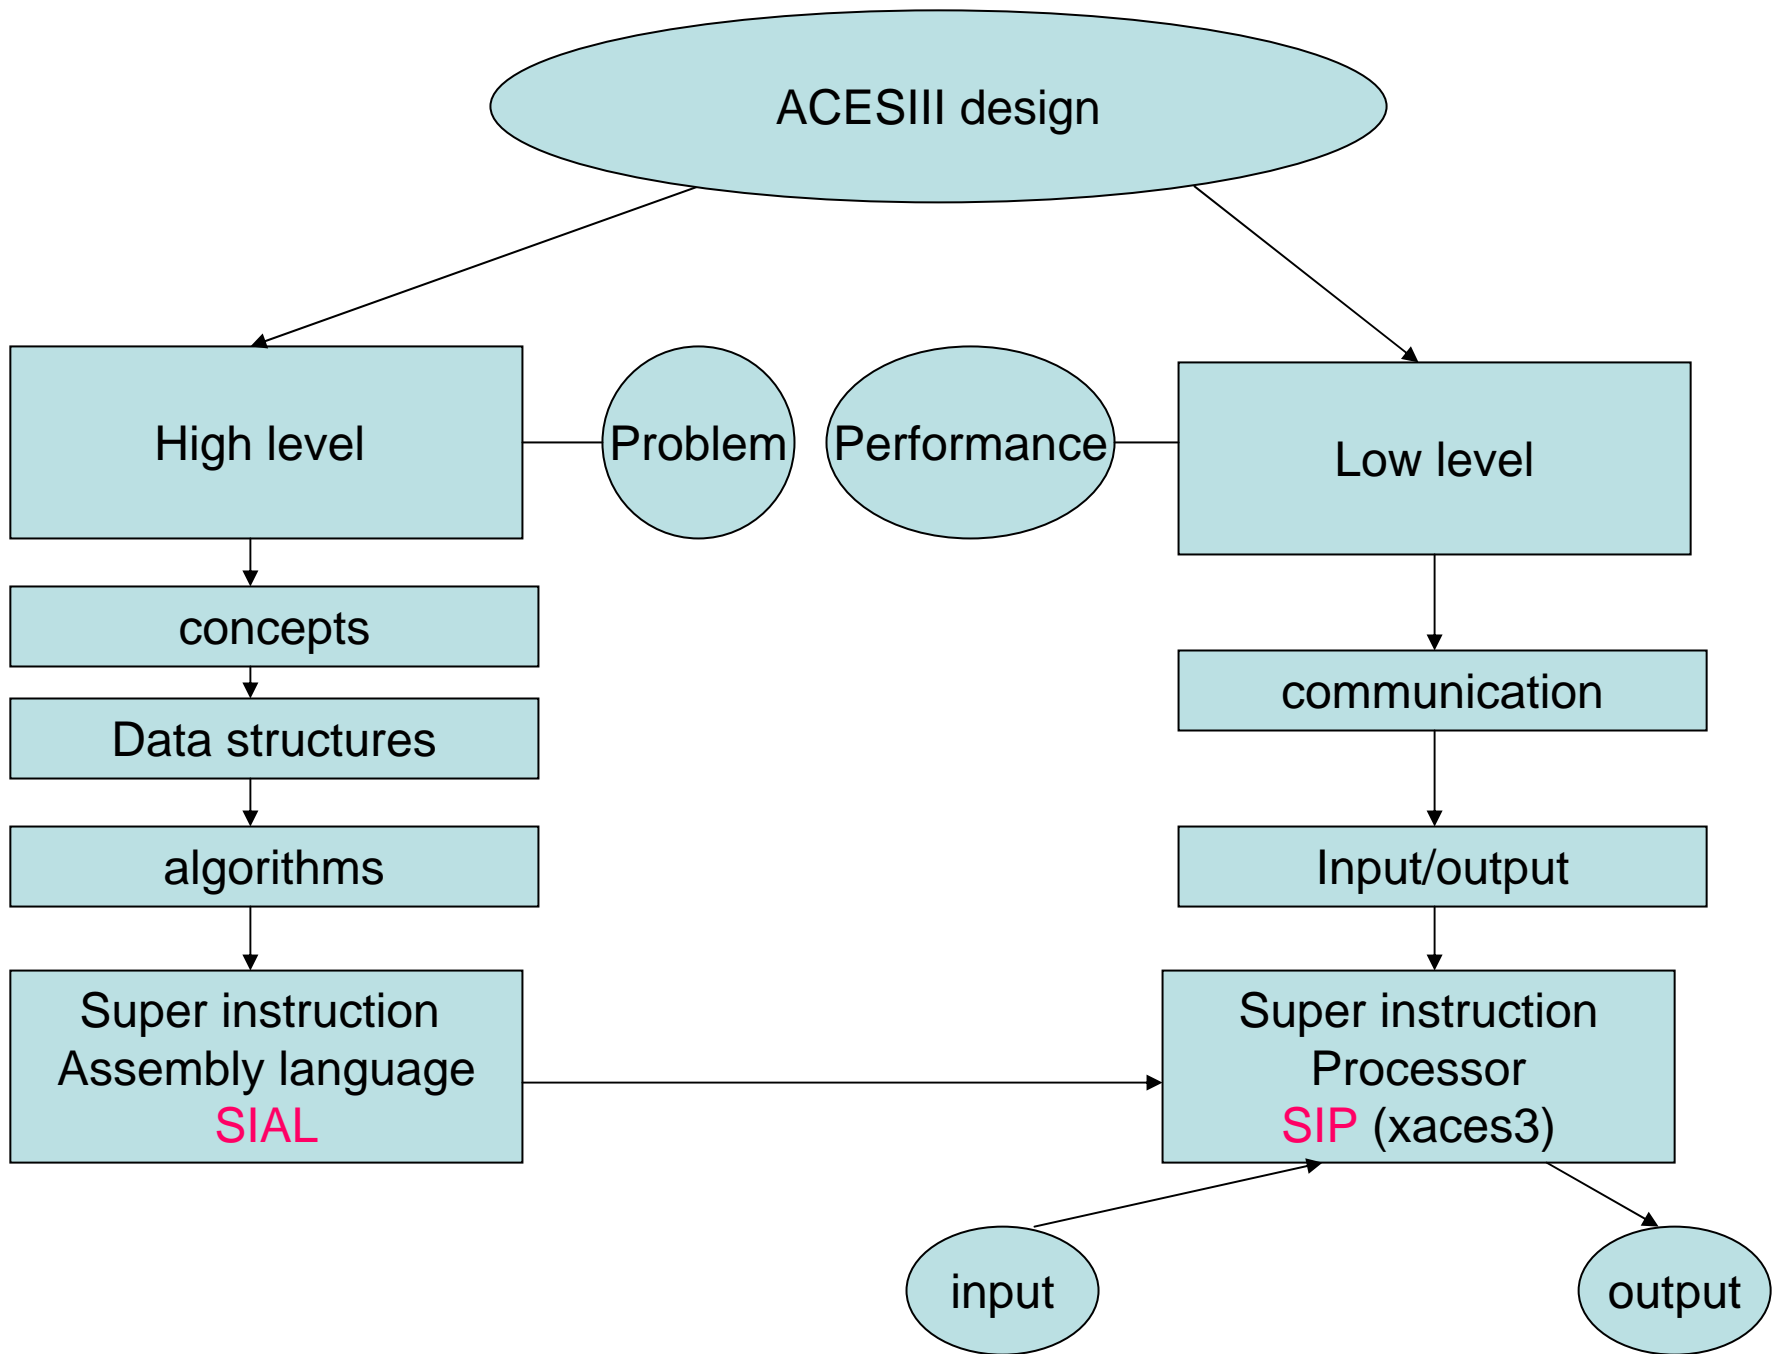 ACESIII design
High level
Problem
Performance
Low level
concepts
Data structures
algorithms
Super instruction
Assembly language
SIAL
communication
Input/output
Super instruction
Processor
SIP (xaces3)
input
output